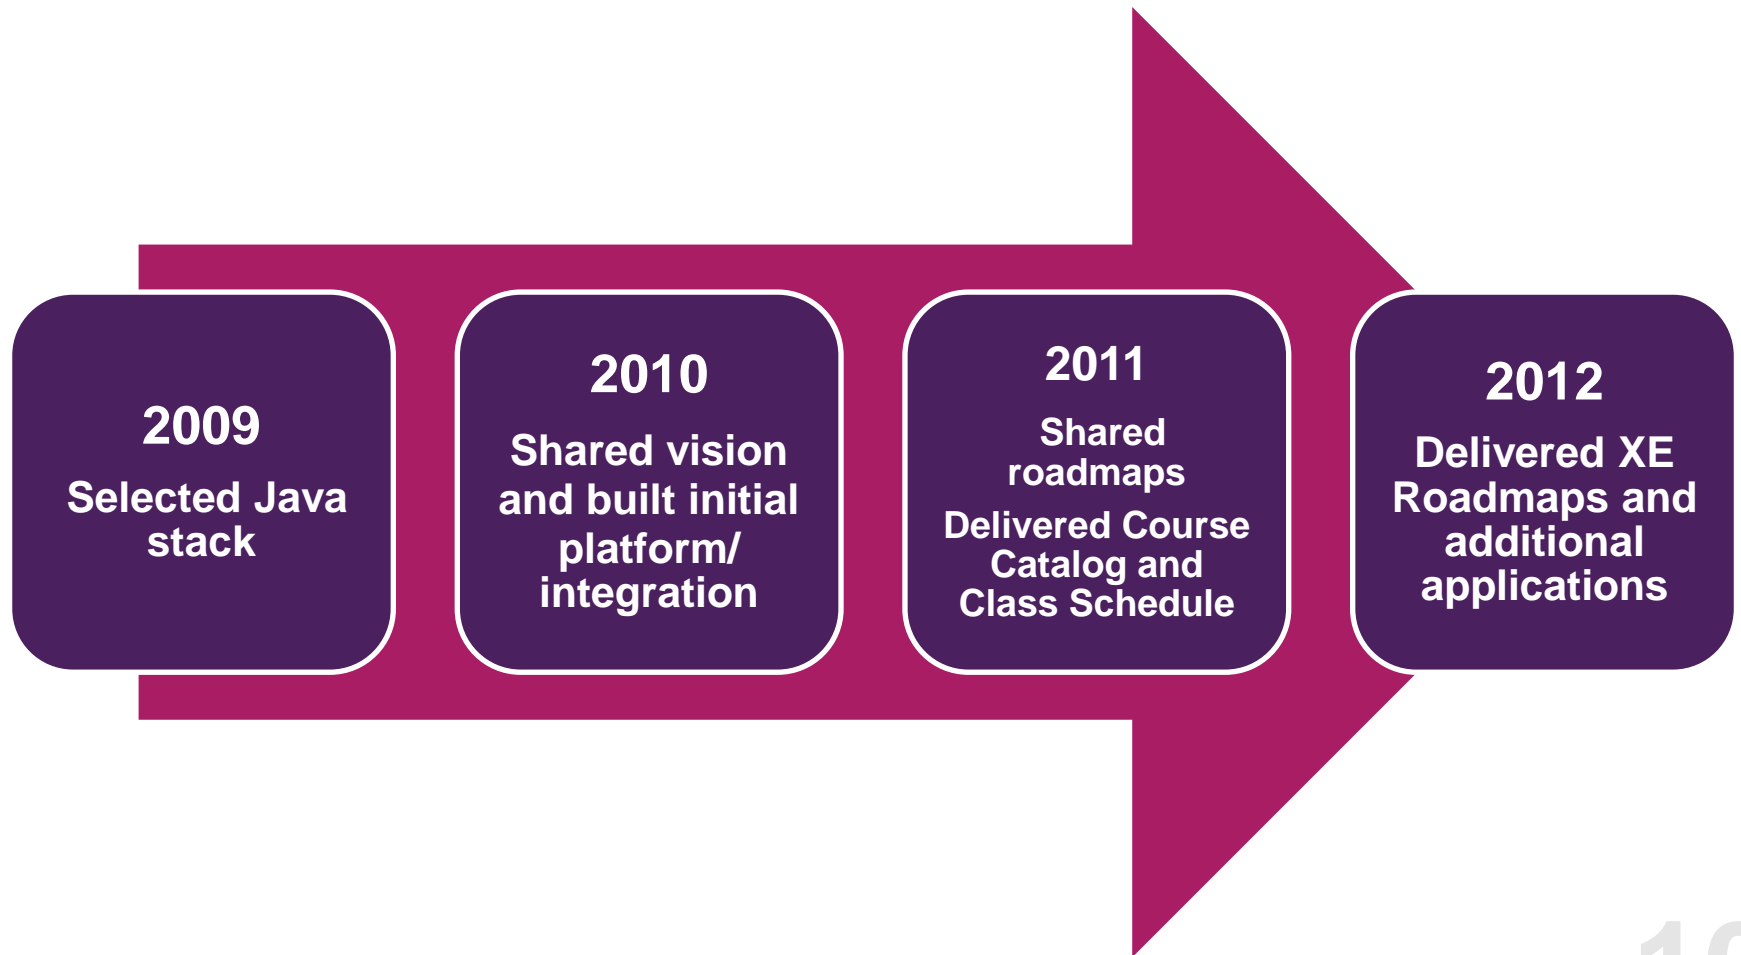 2009
Selected Java
stack
2010
Shared vision
and built initial
platform/
integration
2011
Shared
roadmaps
Delivered Course
Catalog and
Class Schedule
2012
Delivered XE
Roadmaps and
additional
applications